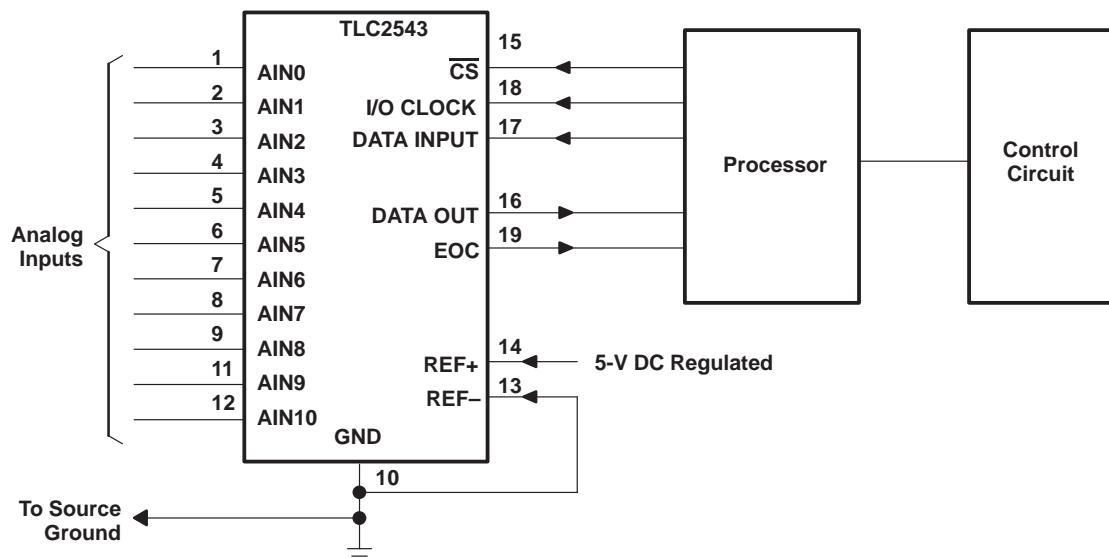 TLC2543
Analog
Inputs
1 AIN0
2 AIN1
3 AIN2
4 AIN3
5 AIN4
6 AIN5
7 AIN6
8 AIN7
9 AIN8
11 AIN9
12 AIN10
CS 15
I/O CLOCK 18
DATA INPUT 17
DATA OUT 16
EOC 19
REF+ 14
5-V DC Regulated
REF– 13
GND
10
To Source
Ground
Processor
Control
Circuit